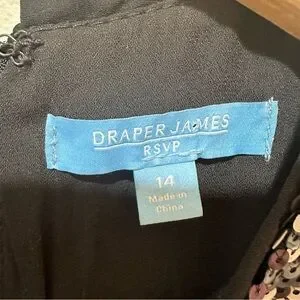 DRAPER JAMES
RSVP
14
Made in
China